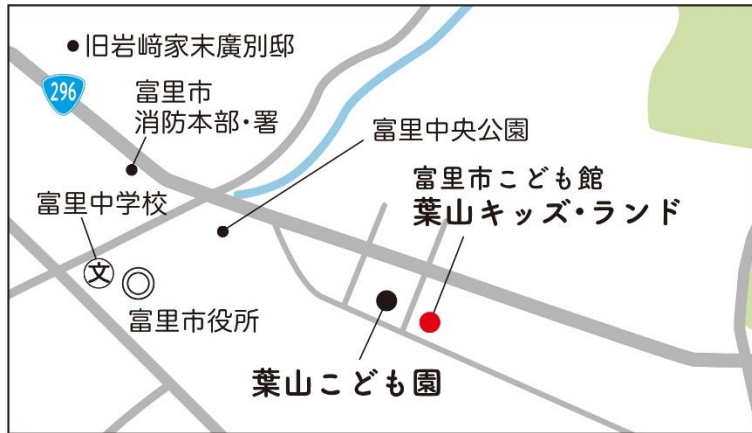 旧岩﨑家末廣別邸
296
富里市
消防本部・署
富里中央公園
富里市こども館
葉山キッズ・ランド
富里中学校
文
富里市役所
葉山こども園